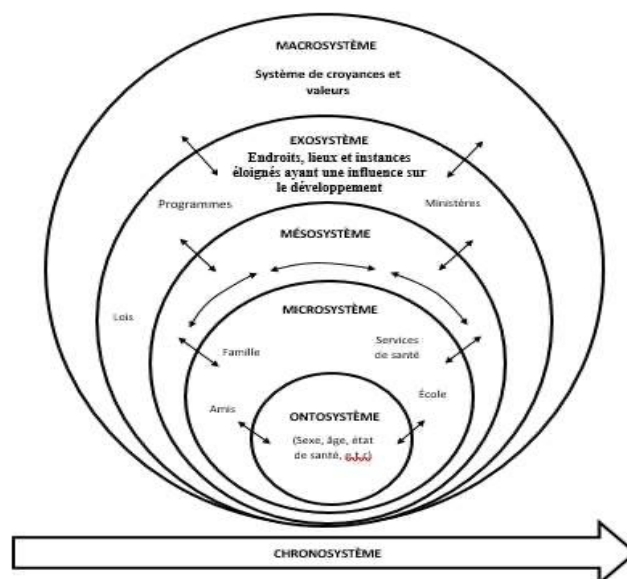 MACROSYSTÈME
Système de croyances et
valeurs
EXOSYSTÈME
Endroits, lieux et instances
éloignés ayant une influence sur
le développement
Programmes
Ministères
MÉSOSYSTÈME
Lois
MICROSYSTÈME
Famille
Services
de santé
Amis
École
ONTOSYSTÈME
(Sexe, âge, état
de santé, e.t.c)
CHRONOSYSTÈME